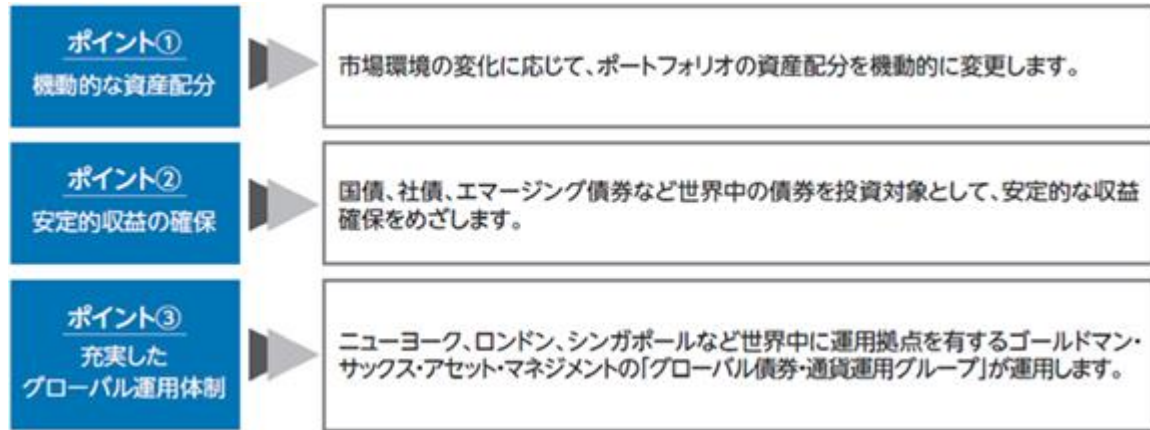 ポイント①
機動的な資産配分
市場環境の変化に応じて、ポートフォリオの資産配分を機動的に変更します。
ポイント②
安定的収益の確保
国債、社債、エマージング債券など世界中の債券を投資対象として、安定的な収益
確保をめざします。
ポイント③
充実した
グローバル運用体制
ニューヨーク、ロンドン、シンガポールなど世界中に運用拠点を有するゴールドマン・
サックス・アセット・マネジメントの「グローバル債券・通貨運用グループ」が運用します。